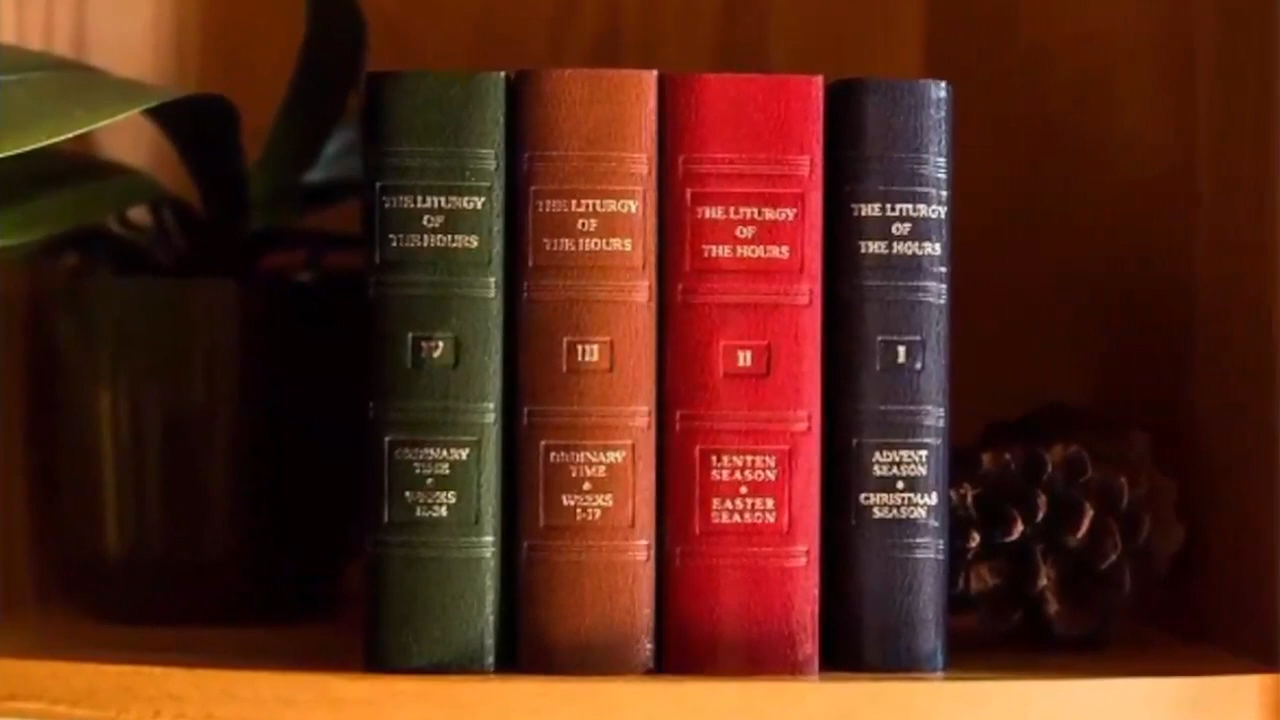 THE LITURGY
OF
THE HOURS
IV
ORDINARY
TIME
WEEKS
THE LITURGY
OF
THE HOURS
III
ORDINARY
TIME
WEEKS
1-17
THE LITURGY
OF
THE HOURS
II
LENTEN
SEASON
EASTER
SEASON
THE LITURGY
OF
THE HOURS
I
ADVENT
SEASON
CHRISTMAS
SEASON